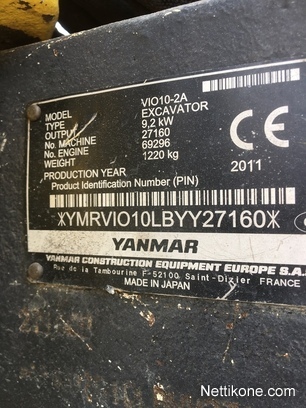 MODEL VIO10-2A
TYPE EXCAVATOR
OUTPUT 9,2 kW
No. MACHINE 27160
No. ENGINE 69296
WEIGHT 1220 kg
PRODUCTION YEAR 2011
CE
Product Identification Number (PIN)
*YMRVIO10LBYY27160*
YANMAR
YANMAR CONSTRUCTION EQUIPMENT EUROPE S.A.S
Rue de la Tambourine F-52100 Saint-Dizier FRANCE
MADE IN JAPAN
Nettikone.com